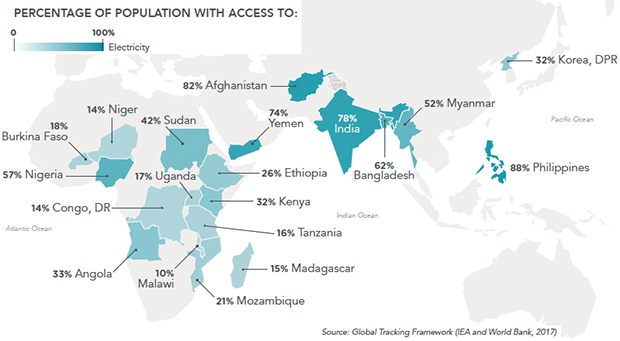 PERCENTAGE OF POPULATION WITH ACCESS TO:
0
100%
Electricity
32% Korea, DPR
82% Afghanistan
14% Niger
42% Sudan
74%
Yemen
78%
India
52% Myanmar
Pacific Ocean
18%
Burkina Faso
62%
Bangladesh
88% Philippines
57% Nigeria
17% Uganda
26% Ethiopia
14% Congo, DR
32% Kenya
Indian Ocean
Atlantic Ocean
16% Tanzania
33% Angola
10%
Malawi
15% Madagascar
21% Mozambique
Source: Global Tracking Framework (IEA and World Bank, 2017)